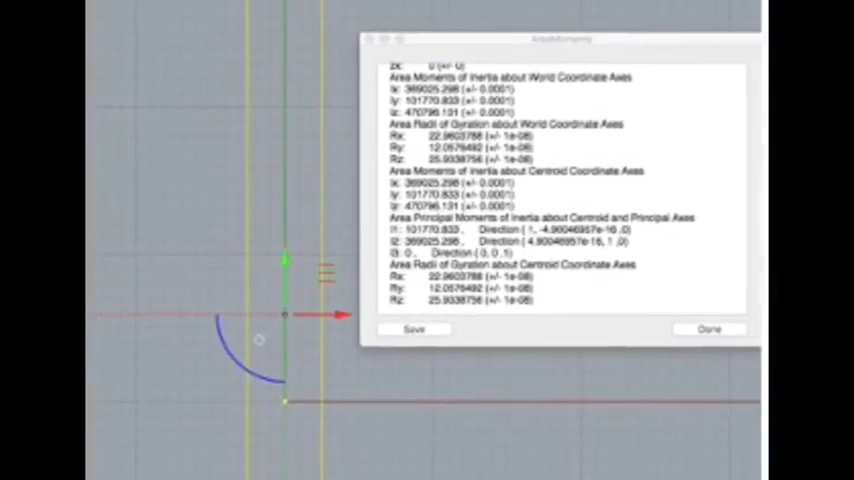 AreaMoments
zx: 0 (+/- 0)
Area Moments of Inertia about World Coordinate Axes
Ix: 369025.298 (+/- 0.0001)
Iy: 101770.833 (+/- 0.0001)
Iz: 470796.131 (+/- 0.0001)
Area Radii of Gyration about World Coordinate Axes
Rx: 22.9603788 (+/- 1e-08)
Ry: 12.0576492 (+/- 1e-08)
Rz: 25.9338756 (+/- 1e-08)
Area Moments of Inertia about Centroid Coordinate Axes
Ix: 369025.298 (+/- 0.0001)
Iy: 101770.833 (+/- 0.0001)
Iz: 470796.131 (+/- 0.0001)
Area Principal Moments of Inertia about Centroid and Principal Axes
I1: 101770.833 , Direction ( 1, -4.90046957e-16 ,0)
I2: 369025.298 , Direction ( 4.90046957e-16, 1 ,0)
I3: 0 , Direction ( 0, 0 ,1)
Area Radii of Gyration about Centroid Coordinate Axes
Rx: 22.9603788 (+/- 1e-08)
Ry: 12.0576492 (+/- 1e-08)
Rz: 25.9338756 (+/- 1e-08)
Save
Done